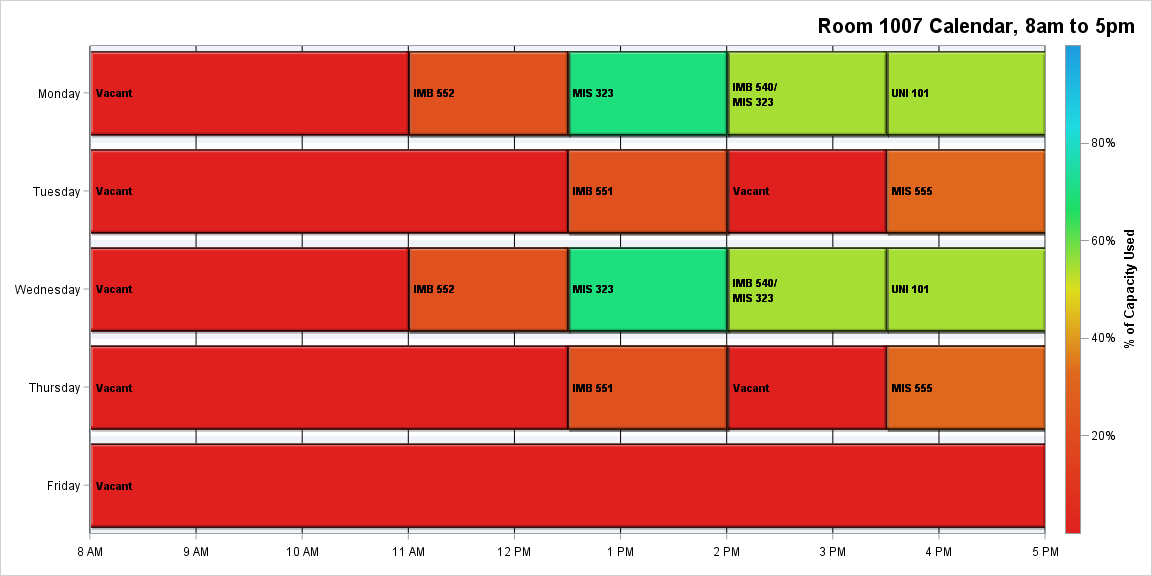 Room 1007 Calendar, 8am to 5pm
Monday
Vacant
IMB 552
MIS 323
IMB 540/
MIS 323
UNI 101
Tuesday
Vacant
IMB 551
Vacant
MIS 555
Wednesday
Vacant
IMB 552
MIS 323
IMB 540/
MIS 323
UNI 101
Thursday
Vacant
IMB 551
Vacant
MIS 555
Friday
Vacant
8 AM
9 AM
10 AM
11 AM
12 PM
1 PM
2 PM
3 PM
4 PM
5 PM
80%
60%
40%
20%
% of Capacity Used